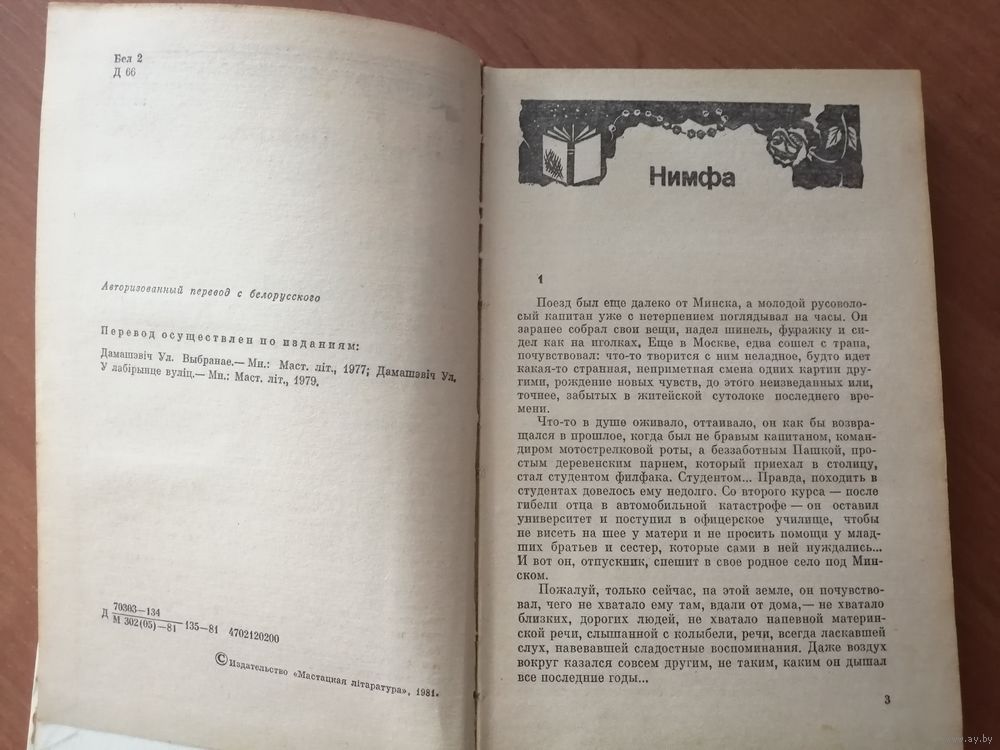 Бел 2
Д 66
Авторизованный перевод с белорусского
Перевод осуществлен по изданиям:
Дамашэвіч Ул. Выбранае.— Мн.: Маст. літ., 1977; Дамашэвіч Ул.
У лабірынце вуліц.— Мн.: Маст. літ., 1979.
Д 70303—134
М 302(05)—81 135—81 4702120200
© Издательство «Мастацкая літаратура», 1981.
Нимфа
1
Поезд был еще далеко от Минска, а молодой русоволо-
сый капитан уже с нетерпением поглядывал на часы. Он
заранее собрал свои вещи, надел шинель, фуражку и си-
дел как на иголках. Еще в Москве, едва сошел с трапа,
почувствовал: что-то творится с ним неладное, будто идет
какая-то странная, неприметная смена одних картин дру-
гими, рождение новых чувств, до этого неизведанных или,
точнее, забытых в житейской сутолоке последнего вре-
мени.
Что-то в душе оживало, оттаивало, он как бы возвра-
щался в прошлое, когда был не бравым капитаном, коман-
диром мотострелковой роты, а беззаботным Пашкой, про-
стым деревенским парнем, который приехал в столицу,
стал студентом филфака. Студентом... Правда, походить в
студентах довелось ему недолго. Со второго курса — после
гибели отца в автомобильной катастрофе — он оставил
университет и поступил в офицерское училище, чтобы
не висеть на шее у матери и не просить помощи у млад-
ших братьев и сестер, которые сами в ней нуждались...
И вот он, отпускник, спешит в свое родное село под Мин-
ском.
Пожалуй, только сейчас, на этой земле, он почувство-
вал, чего не хватало ему там, вдали от дома,— не хватало
близких, дорогих людей, не хватало напевной материн-
ской речи, слышанной с колыбели, речи, всегда ласкавшей
слух, навевавшей сладостные воспоминания. Даже воздух
вокруг казался совсем другим, не таким, каким он дышал
все последние годы...
3
www.ay.by